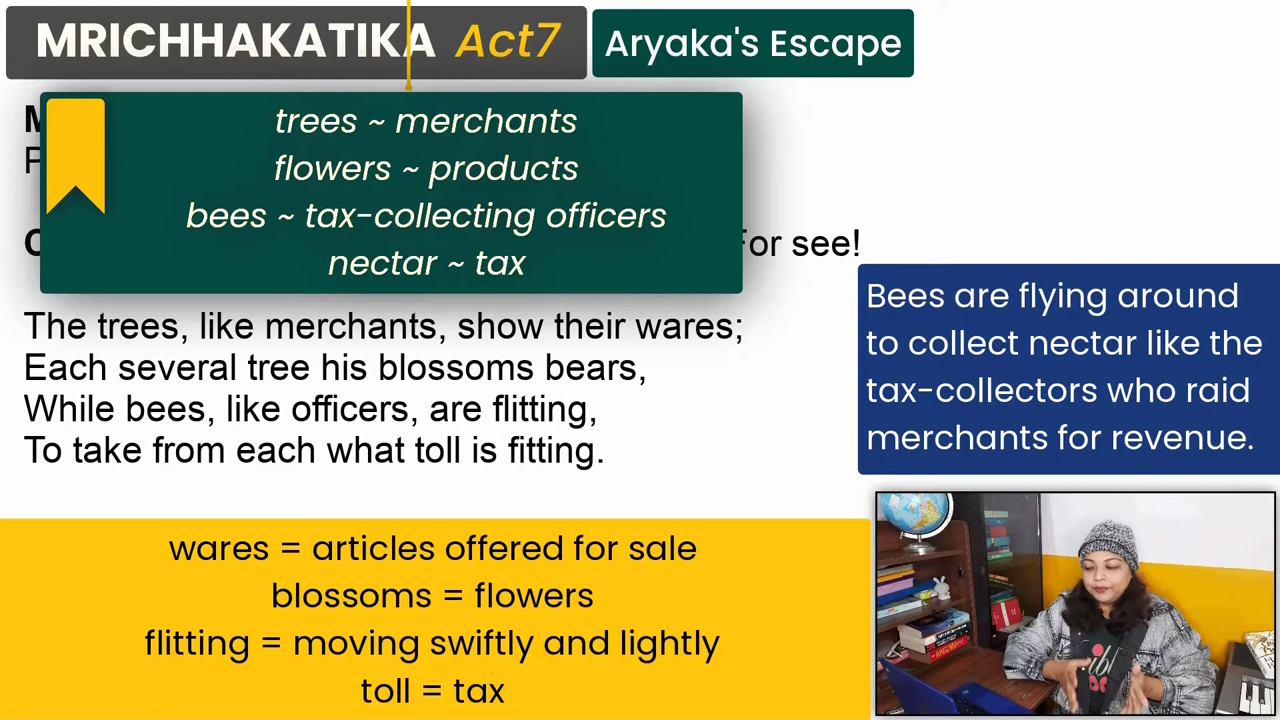 MRICHHAKATIKA Act7
Aryaka's Escape
trees ~ merchants
flowers ~ products
bees ~ tax-collecting officers
nectar ~ tax
For see!
The trees, like merchants, show their wares;
Each several tree his blossoms bears,
While bees, like officers, are flitting,
To take from each what toll is fitting.
Bees are flying around
to collect nectar like the
tax-collectors who raid
merchants for revenue.
wares = articles offered for sale
blossoms = flowers
flitting = moving swiftly and lightly
toll = tax